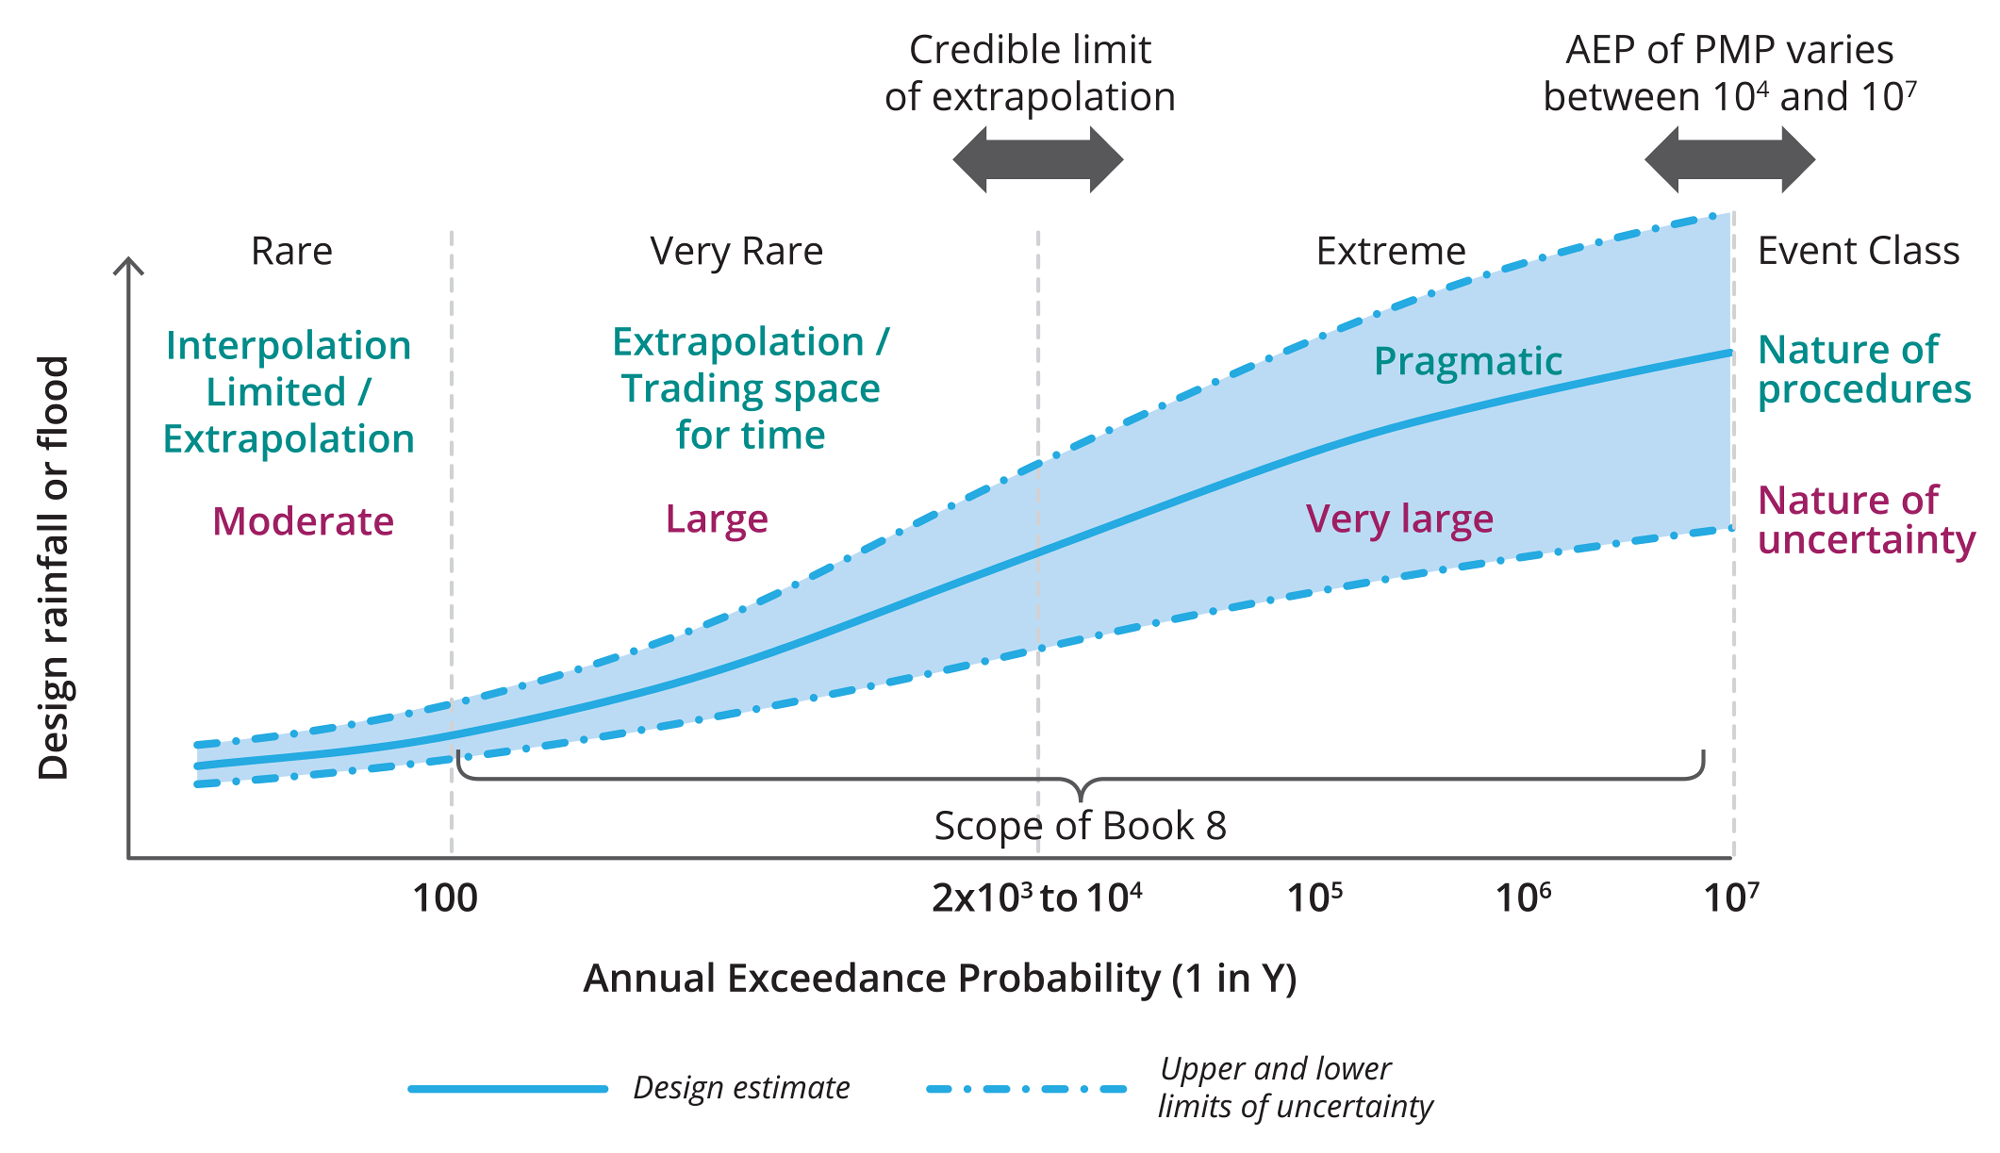 Credible limit
of extrapolation
AEP of PMP varies
between 10⁴ and 10⁷
Rare
Very Rare
Extreme
Event Class
Interpolation
Limited /
Extrapolation
Extrapolation /
Trading space
for time
Pragmatic
Nature of
procedures
Moderate
Large
Very large
Nature of
uncertainty
Design rainfall or flood
Scope of Book 8
100
2x10³ to 10⁴
10⁵
10⁶
10⁷
Annual Exceedance Probability (1 in Y)
Design estimate
Upper and lower
limits of uncertainty